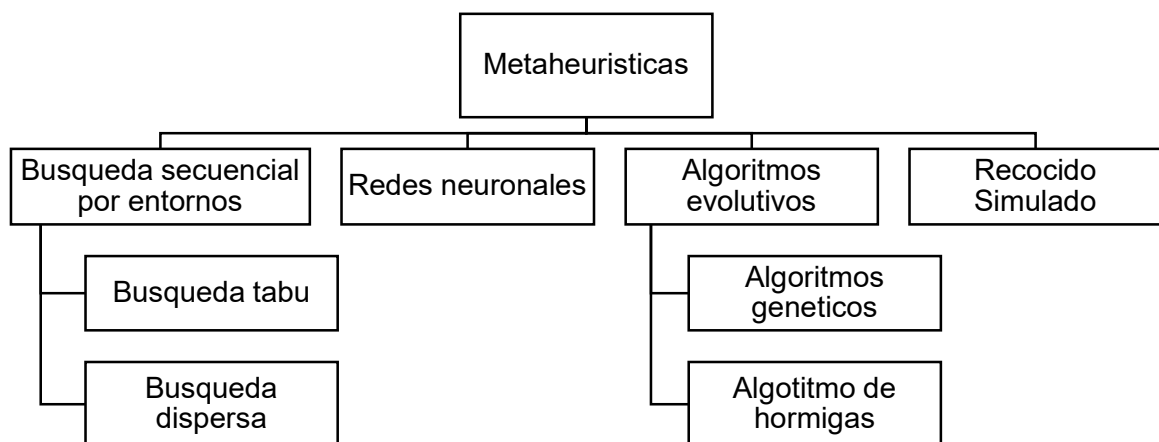 Metaheuristicas
Busqueda secuencial
por entornos
Redes neuronales
Algoritmos
evolutivos
Recocido
Simulado
Busqueda tabu
Algoritmos
geneticos
Busqueda
dispersa
Algotitmo de
hormigas